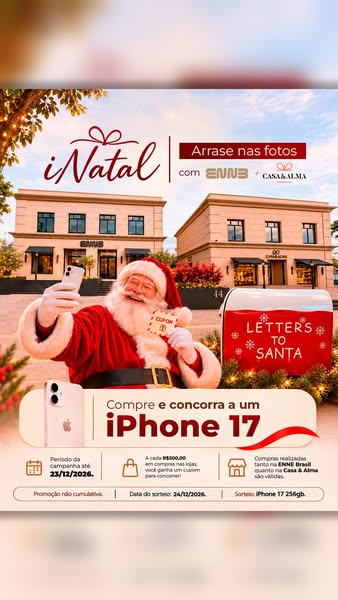 iNatal
Arrase nas fotos
com ENNE + CASA&ALMA
ENNE
CASA&ALMA
CUPOM
44
LETTERS
TO
SANTA
Compre e concorra a um
iPhone 17
Período da
campanha até
23/12/2026.
A cada R$500,00
em compras nas lojas,
você ganha um cupom
para concorrer!
Compras realizadas
tanto na ENNE Brasil
quanto na Casa & Alma
são válidas.
Promoção não cumulativa.
Data do sorteio: 24/12/2026.
Sorteio: iPhone 17 256gb.